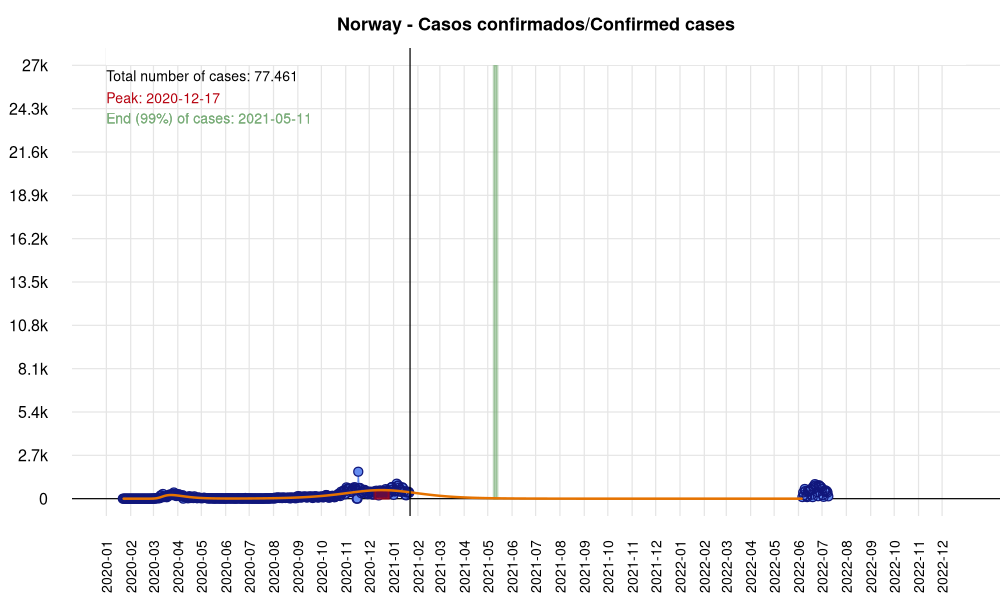 Norway - Casos confirmados/Confirmed cases
Total number of cases: 77.461
Peak: 2020-12-17
End (99%) of cases: 2021-05-11
27k
24.3k
21.6k
18.9k
16.2k
13.5k
10.8k
8.1k
5.4k
2.7k
0
2020-01
2020-02
2020-03
2020-04
2020-05
2020-06
2020-07
2020-08
2020-09
2020-10
2020-11
2020-12
2021-01
2021-02
2021-03
2021-04
2021-05
2021-06
2021-07
2021-08
2021-09
2021-10
2021-11
2021-12
2022-01
2022-02
2022-03
2022-04
2022-05
2022-06
2022-07
2022-08
2022-09
2022-10
2022-11
2022-12